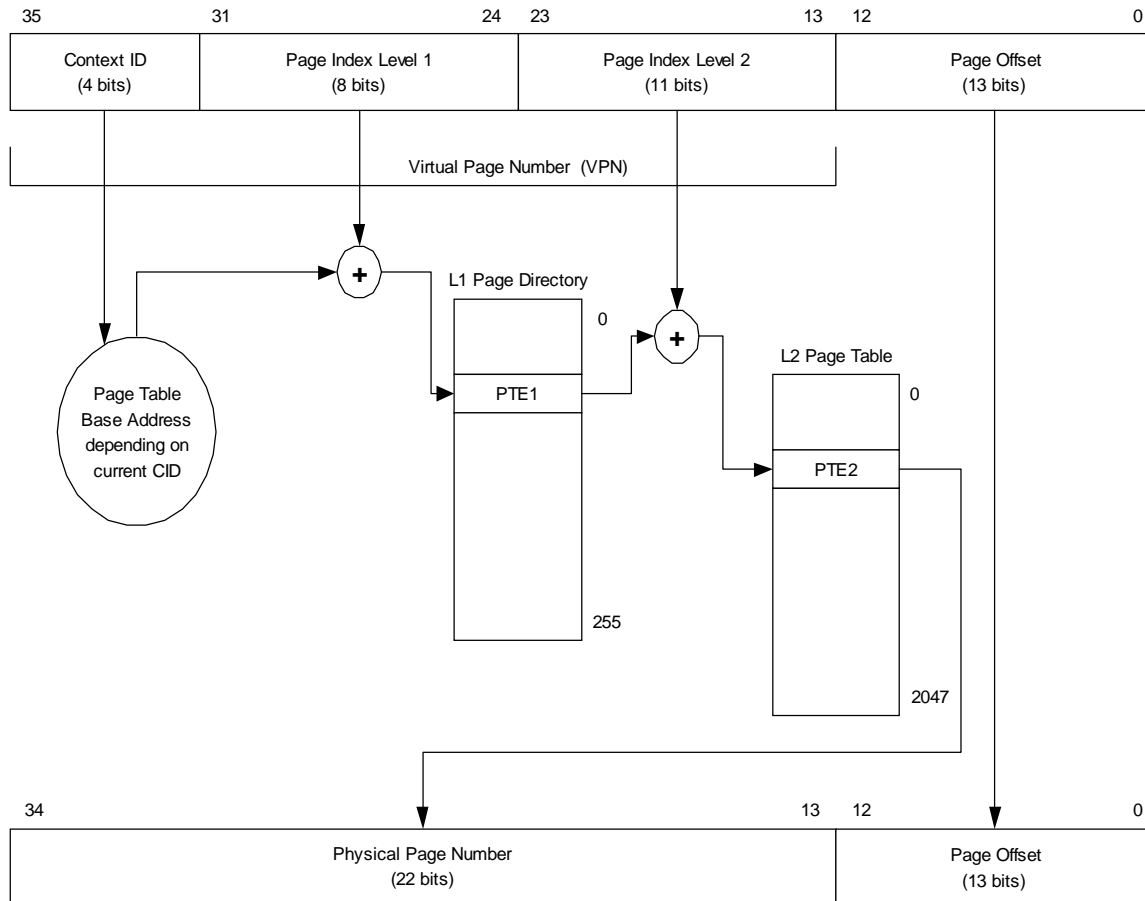 35 31 24 23 13 12 0
Context ID Page Index Level 1 Page Index Level 2 Page Offset
(4 bits) (8 bits) (11 bits) (13 bits)
Virtual Page Number (VPN)
+
L1 Page Directory
0
+
L2 Page Table
Page Table
Base Address
depending on
current CID
PTE1
0
PTE2
255
2047
34 13 12 0
Physical Page Number Page Offset
(22 bits) (13 bits)